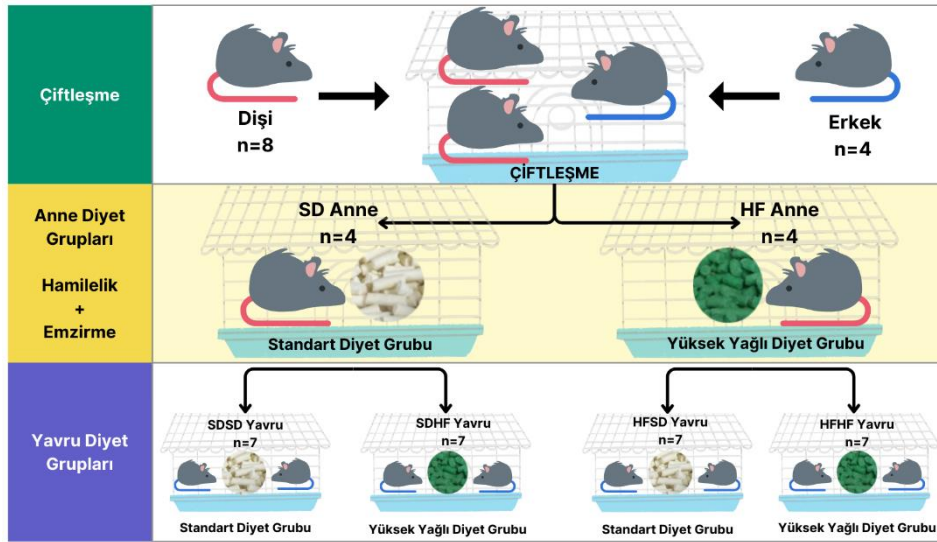 Çiftleşme
Dişi
n=8
ÇİFTLEŞME
Erkek
n=4
Anne Diyet
Grupları
Hamilelik
+
Emzirme
SD Anne
n=4
Standart Diyet Grubu
HF Anne
n=4
Yüksek Yağlı Diyet Grubu
Yavru Diyet
Grupları
SDSD Yavru
n=7
Standart Diyet Grubu
SDHF Yavru
n=7
Yüksek Yağlı Diyet Grubu
HFSD Yavru
n=7
Standart Diyet Grubu
HFHF Yavru
n=7
Yüksek Yağlı Diyet Grubu